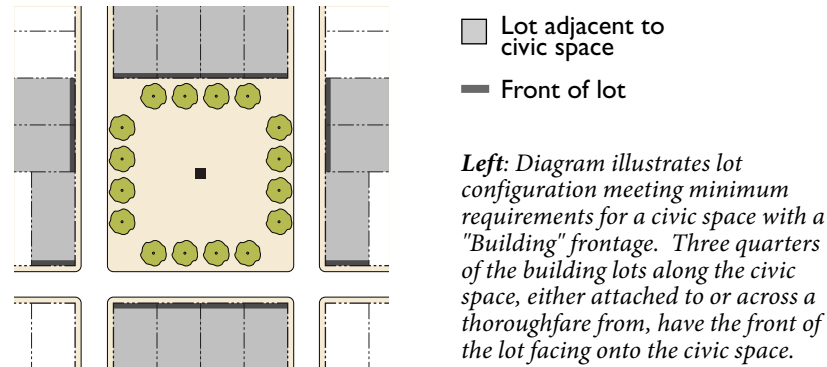 Lot adjacent to
civic space
Front of lot
Left: Diagram illustrates lot
configuration meeting minimum
requirements for a civic space with a
"Building" frontage. Three quarters
of the building lots along the civic
space, either attached to or across a
thoroughfare from, have the front of
the lot facing onto the civic space.